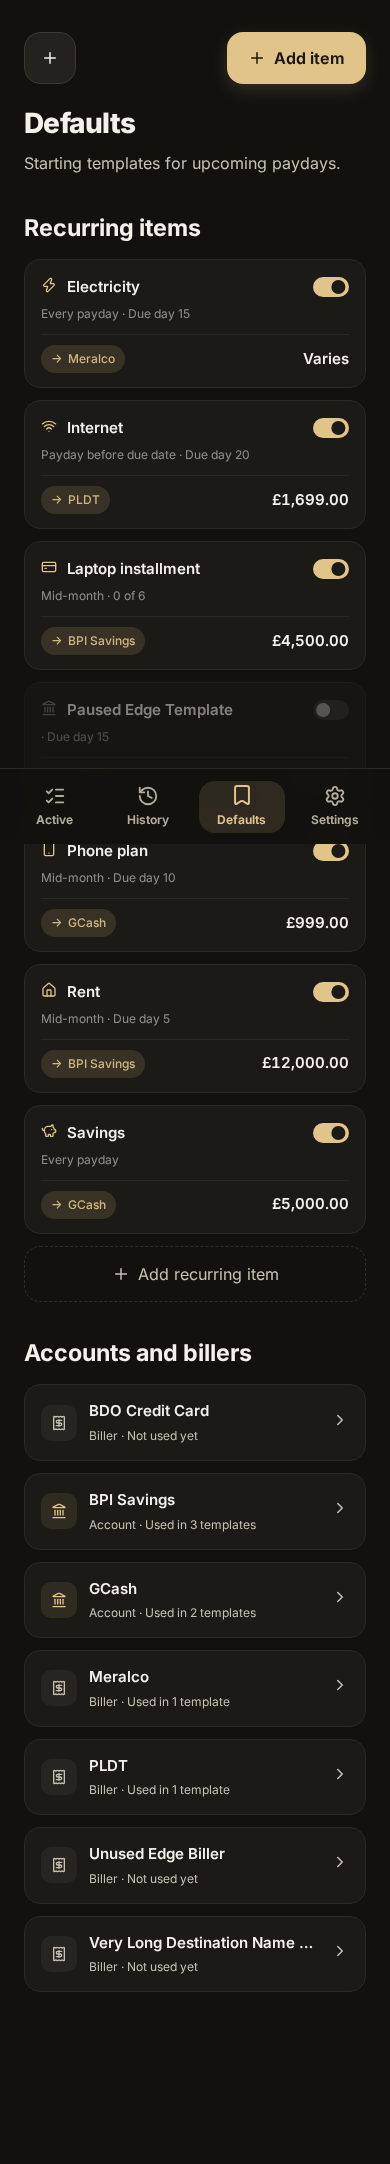 Add item
Defaults
Starting templates for upcoming paydays.
Recurring items
Electricity
Every payday · Due day 15
→ Meralco
Varies
Internet
Payday before due date · Due day 20
→ PLDT
£1,699.00
Laptop installment
Mid-month · 0 of 6
→ BPI Savings
£4,500.00
Paused Edge Template
· Due day 15
Active
History
Defaults
Settings
Phone plan
Mid-month · Due day 10
→ GCash
£999.00
Rent
Mid-month · Due day 5
→ BPI Savings
£12,000.00
Savings
Every payday
→ GCash
£5,000.00
Add recurring item
Accounts and billers
BDO Credit Card
Biller · Not used yet
BPI Savings
Account · Used in 3 templates
GCash
Account · Used in 2 templates
Meralco
Biller · Used in 1 template
PLDT
Biller · Used in 1 template
Unused Edge Biller
Biller · Not used yet
Very Long Destination Name ...
Biller · Not used yet